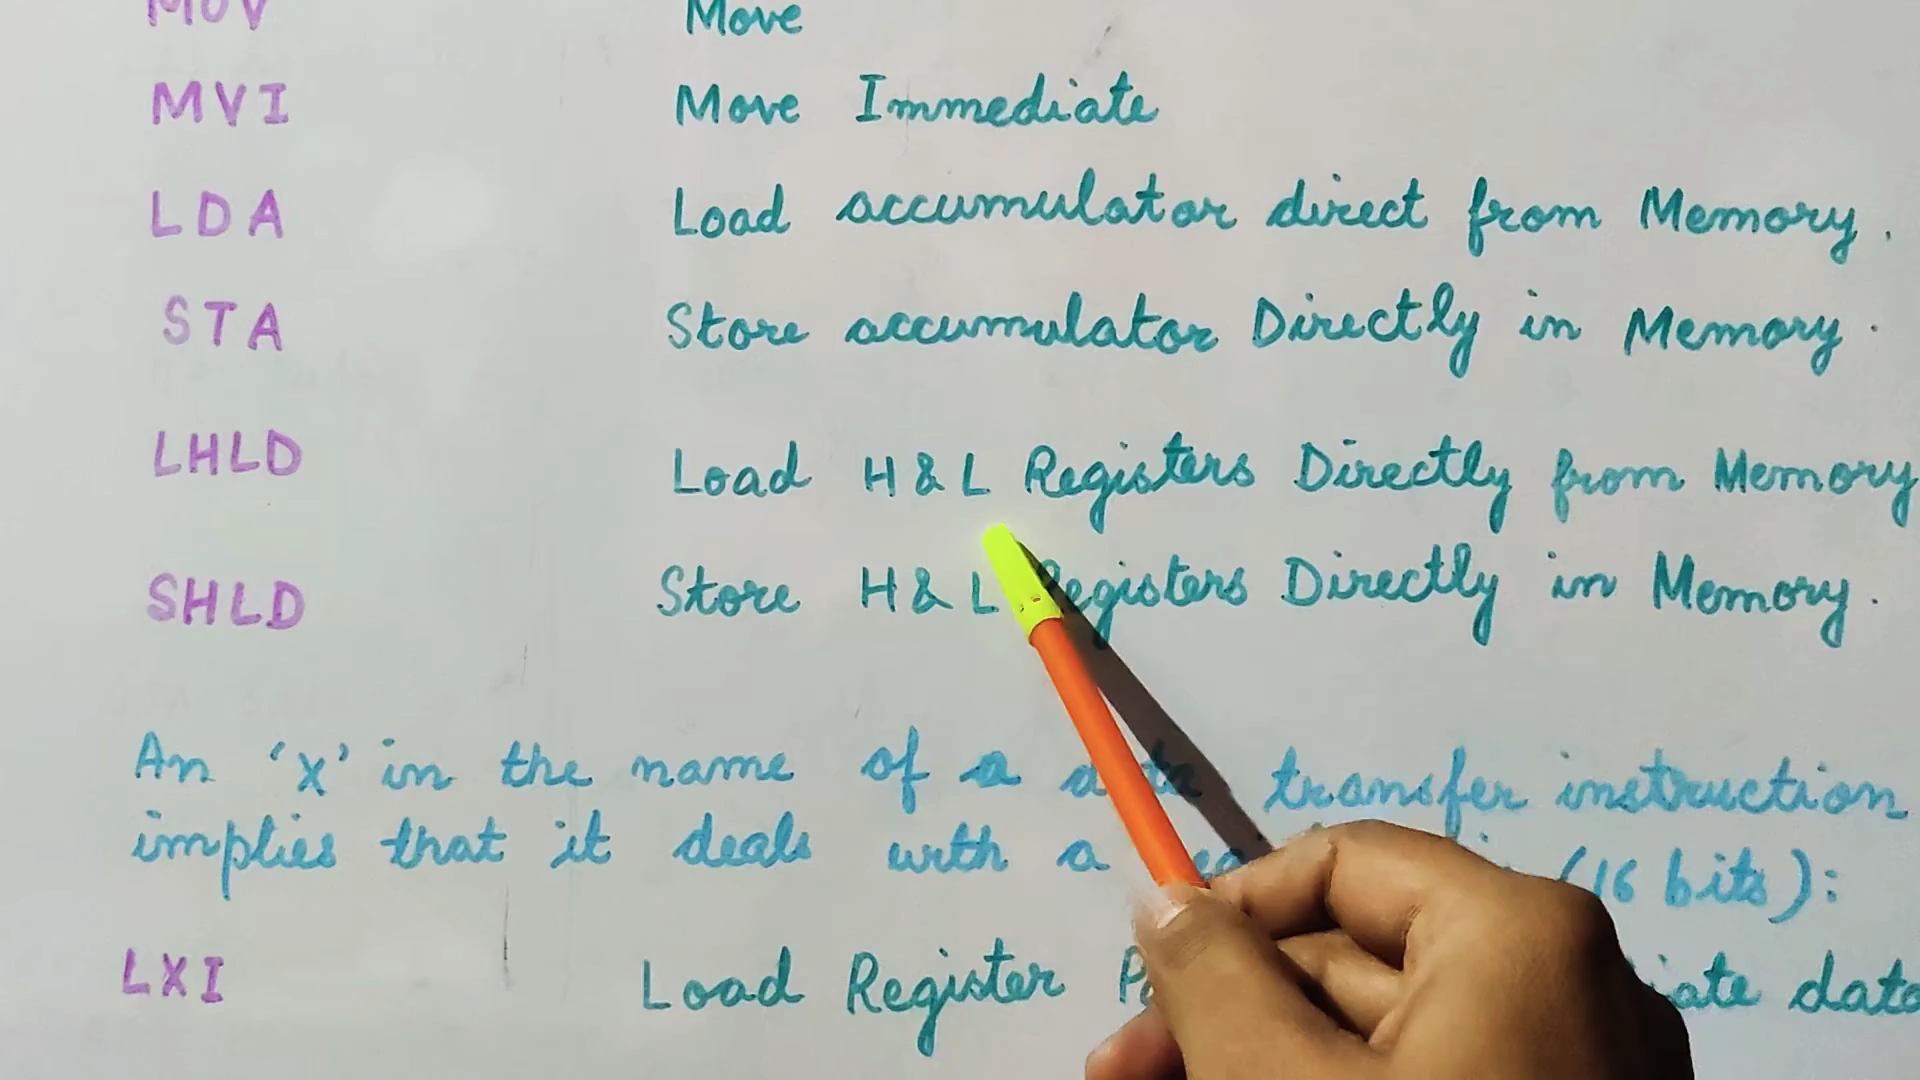 MOV Move
MVI Move Immediate
LDA Load accumulator direct from Memory.
STA Store accumulator Directly in Memory.
LHLD Load H & L Registers Directly from Memory
SHLD Store H & L Registers Directly in Memory.
An 'X' in the name of a data transfer instruction
implies that it deals with a (16 bits):
LXI Load Register data